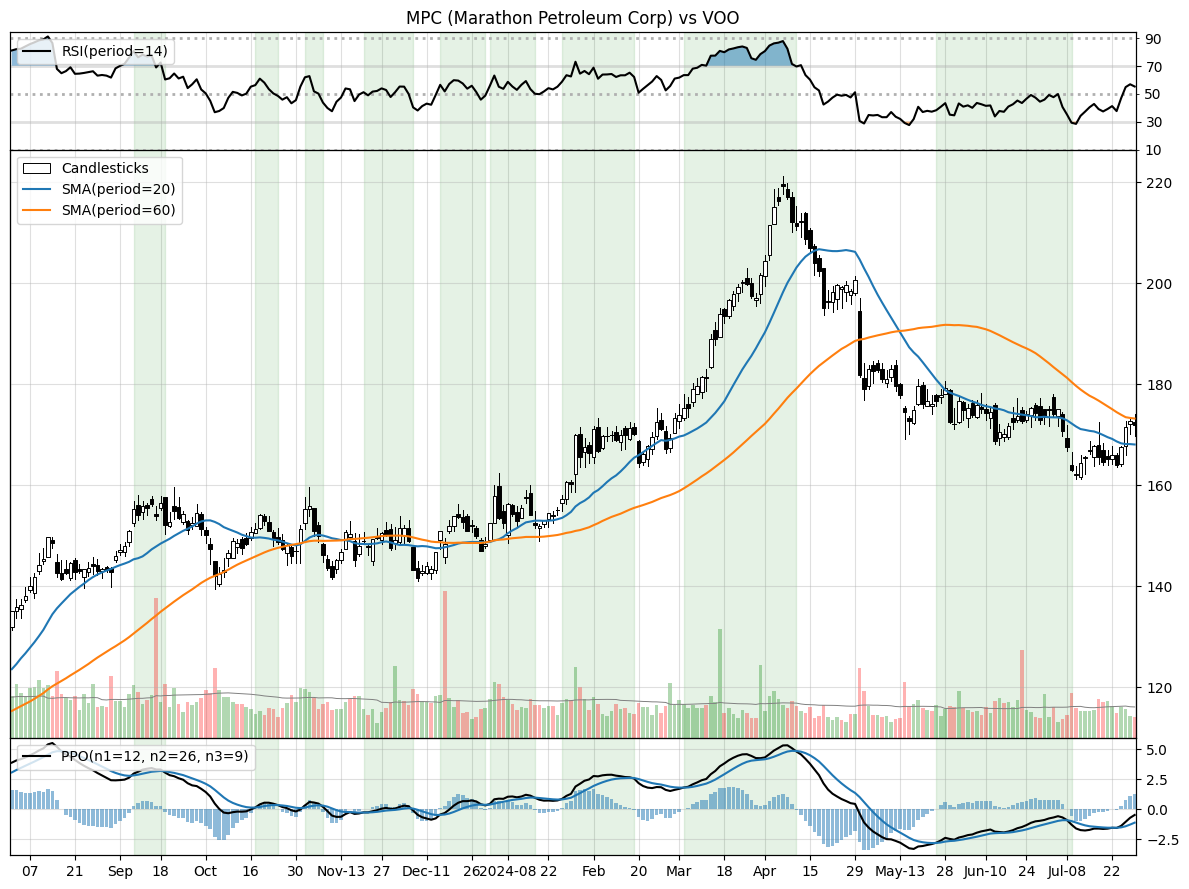 MPC (Marathon Petroleum Corp) vs VOO
RSI(period=14)
90
70
50
30
10
Candlesticks
SMA(period=20)
SMA(period=60)
220
200
180
160
140
120
PPO(n1=12, n2=26, n3=9)
5.0
2.5
0.0
−2.5
07 21 Sep 18 Oct 16 30 Nov-13 27 Dec-11 26 2024-08 22 Feb 20 Mar 18 Apr 15 29 May-13 28 Jun-10 24 Jul-08 22